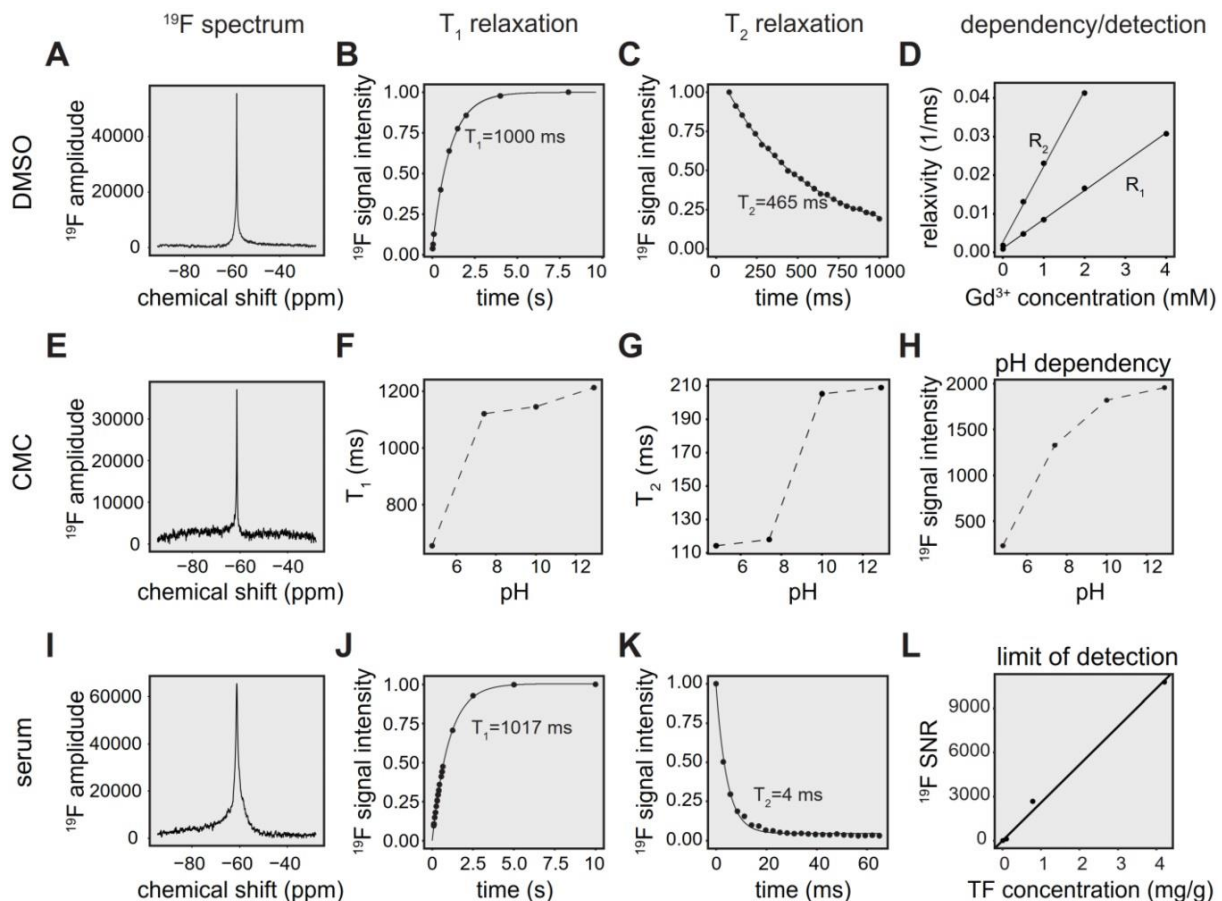 ¹⁹F spectrum
T₁ relaxation
T₂ relaxation
dependency/detection
DMSO
A
¹⁹F amplidude
40000
20000
0
−80 −60 −40
chemical shift (ppm)
B
¹⁹F signal intensity
1.00
0.75
0.50
0.25
0.00
T₁=1000 ms
0 2.5 5.0 7.5 10
time (s)
C
¹⁹F signal intensity
1.00
0.75
0.50
0.25
0.00
T₂=465 ms
0 250 500 750 1000
time (ms)
D
relaxivity (1/ms)
0.04
0.03
0.02
0.01
0.00
R₂
R₁
0 1 2 3 4
Gd³⁺ concentration (mM)
CMC
E
¹⁹F amplidude
30000
20000
10000
0
−80 −60 −40
chemical shift (ppm)
F
T₁ (ms)
1200
1000
800
6 8 10 12
pH
G
T₂ (ms)
210
190
170
150
130
110
6 8 10 12
pH
H
pH dependency
¹⁹F signal intensity
2000
1500
1000
500
6 8 10 12
pH
serum
I
¹⁹F amplidude
60000
40000
20000
0
−80 −60 −40
chemical shift (ppm)
J
¹⁹F signal intensity
1.00
0.75
0.50
0.25
0.00
T₁=1017 ms
0 2.5 5.0 7.5 10
time (s)
K
¹⁹F signal intensity
1.00
0.75
0.50
0.25
0.00
T₂=4 ms
0 20 40 60
time (ms)
L
limit of detection
¹⁹F SNR
9000
6000
3000
0
0 1 2 3 4
TF concentration (mg/g)